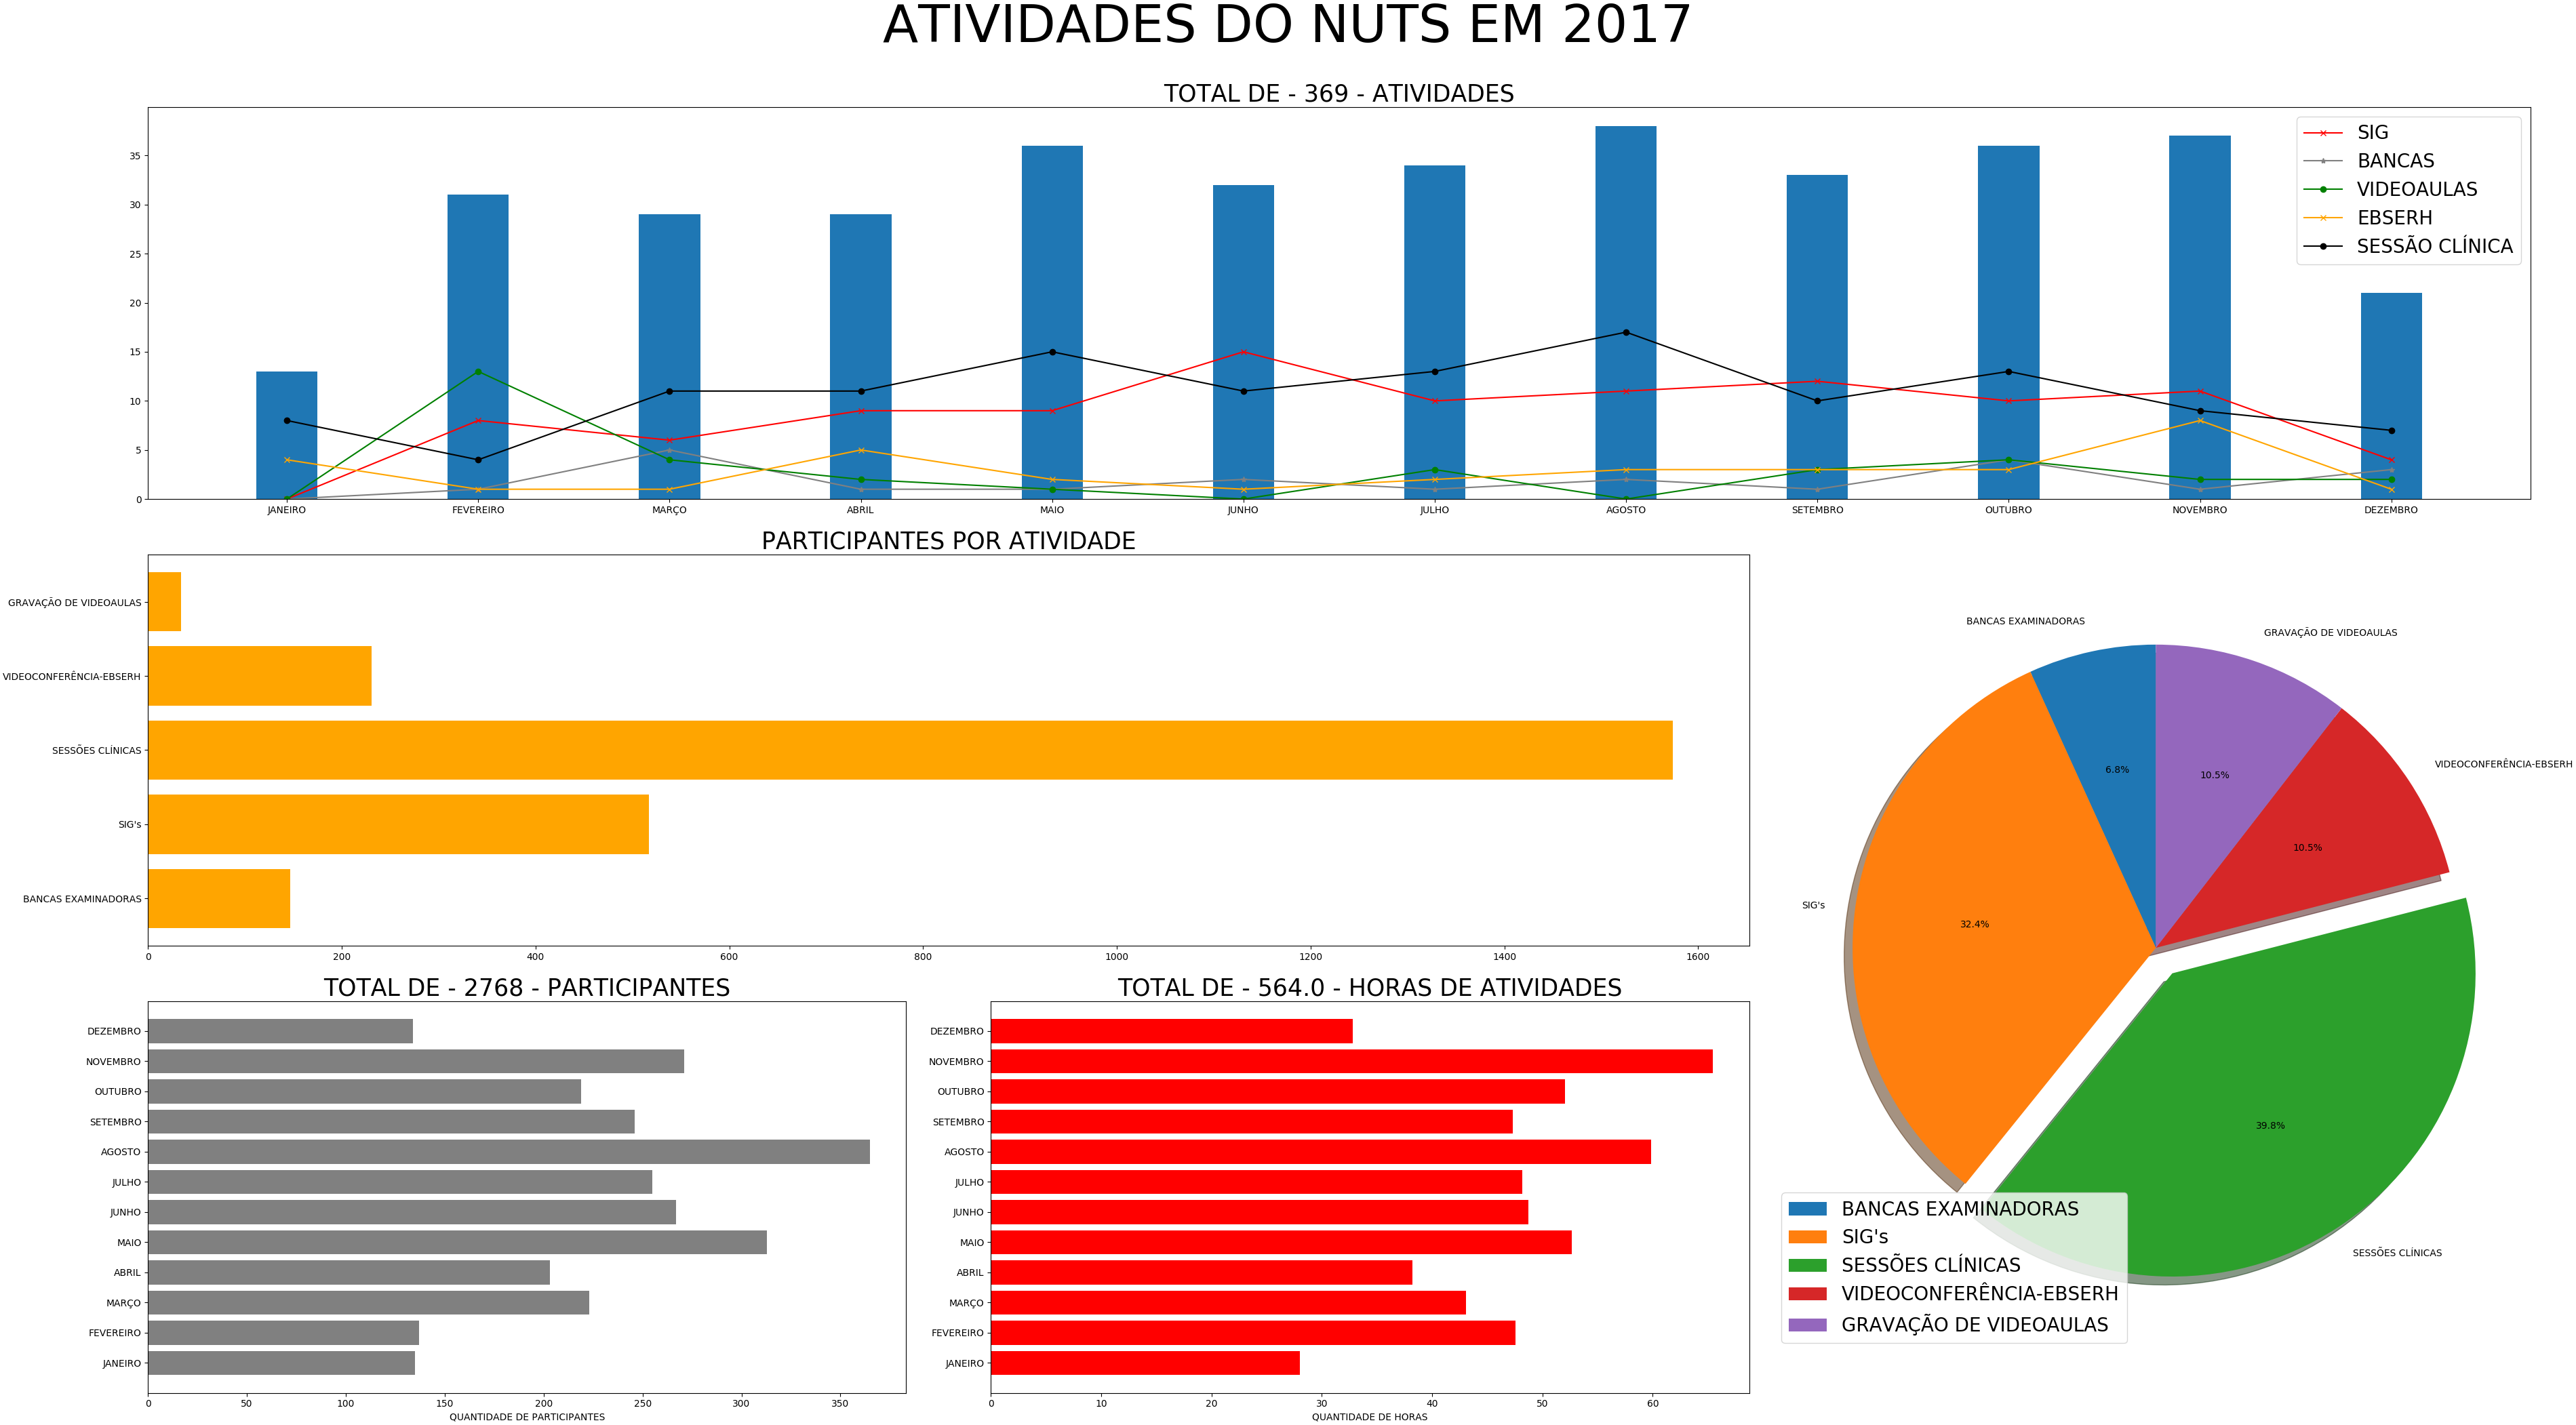 ATIVIDADES DO NUTS EM 2017
TOTAL DE - 369 - ATIVIDADES
35
30
25
20
15
10
5
0
SIG
BANCAS
VIDEOAULAS
EBSERH
SESSÃO CLÍNICA
JANEIRO FEVEREIRO MARÇO ABRIL MAIO JUNHO JULHO AGOSTO SETEMBRO OUTUBRO NOVEMBRO DEZEMBRO
PARTICIPANTES POR ATIVIDADE
GRAVAÇÃO DE VIDEOAULAS
VIDEOCONFERÊNCIA-EBSERH
SESSÕES CLÍNICAS
SIG's
BANCAS EXAMINADORAS
0 200 400 600 800 1000 1200 1400 1600
BANCAS EXAMINADORAS
GRAVAÇÃO DE VIDEOAULAS
VIDEOCONFERÊNCIA-EBSERH
SIG's
SESSÕES CLÍNICAS
6.8%
10.5%
10.5%
32.4%
39.8%
BANCAS EXAMINADORAS
SIG's
SESSÕES CLÍNICAS
VIDEOCONFERÊNCIA-EBSERH
GRAVAÇÃO DE VIDEOAULAS
TOTAL DE - 2768 - PARTICIPANTES
DEZEMBRO
NOVEMBRO
OUTUBRO
SETEMBRO
AGOSTO
JULHO
JUNHO
MAIO
ABRIL
MARÇO
FEVEREIRO
JANEIRO
0 50 100 150 200 250 300 350
QUANTIDADE DE PARTICIPANTES
TOTAL DE - 564.0 - HORAS DE ATIVIDADES
DEZEMBRO
NOVEMBRO
OUTUBRO
SETEMBRO
AGOSTO
JULHO
JUNHO
MAIO
ABRIL
MARÇO
FEVEREIRO
JANEIRO
0 10 20 30 40 50 60
QUANTIDADE DE HORAS